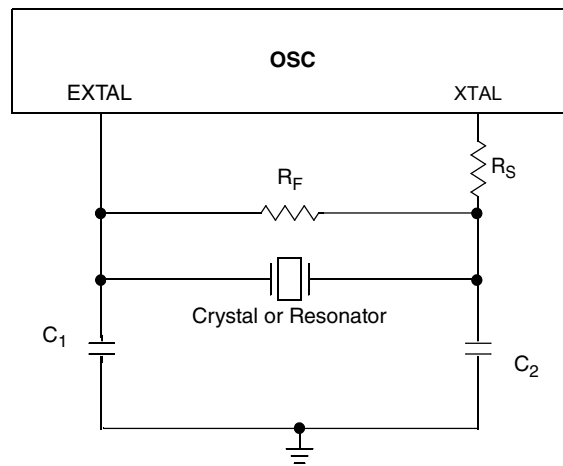 OSC
EXTAL
XTAL
R_F
R_S
Crystal or Resonator
C_1
C_2